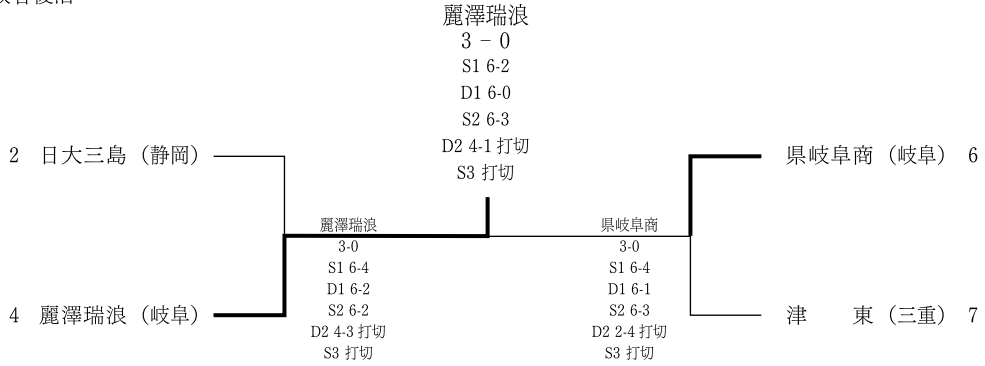 麗澤瑞浪
3 − 0
S1 6-2
D1 6-0
S2 6-3
D2 4-1 打切
S3 打切
2 日大三島（静岡）
県岐阜商（岐阜） 6
麗澤瑞浪
3-0
S1 6-4
D1 6-2
S2 6-2
D2 4-3 打切
S3 打切
県岐阜商
3-0
S1 6-4
D1 6-1
S2 6-3
D2 2-4 打切
S3 打切
4 麗澤瑞浪（岐阜）
津　　東（三重） 7